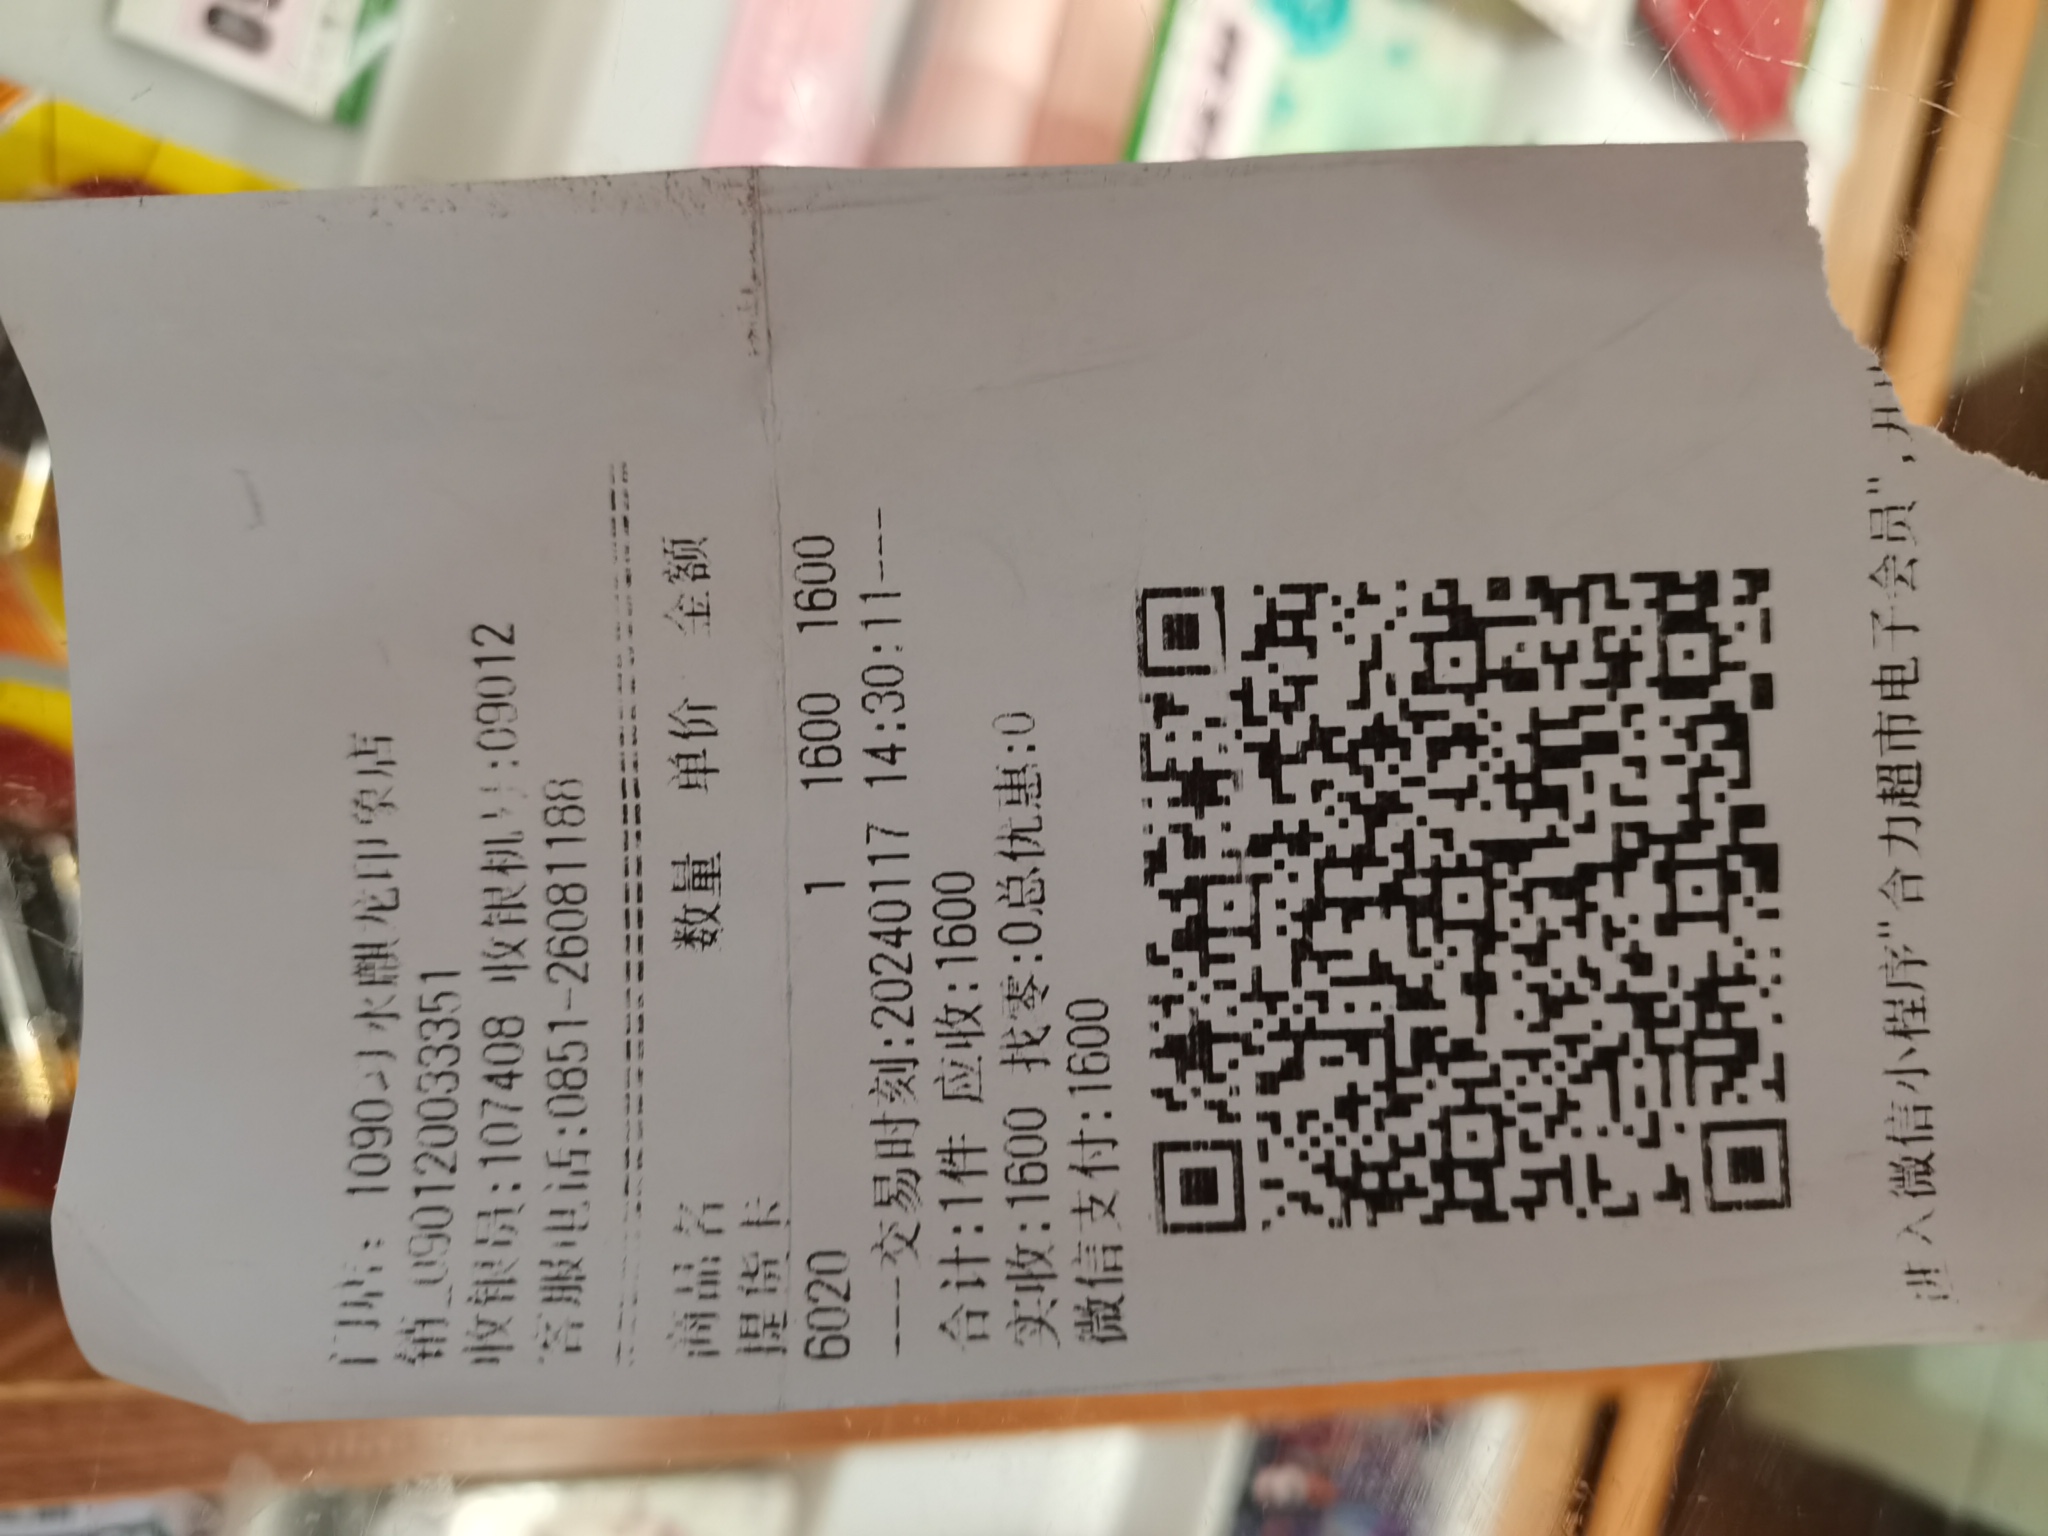 门店: 1090习水麒龙印象店
销_090120033351
收银员:107408 收银机号:09012
客服电话:0851-26081188
商品名 数量 单价 金额
提货卡
6020 1 1600 1600
---交易时刻:20240117 14:30:11---
合计:1件 应收:1600
实收:1600 找零:0总优惠:0
微信支付:1600
进入微信小程序"合力超市电子会员",